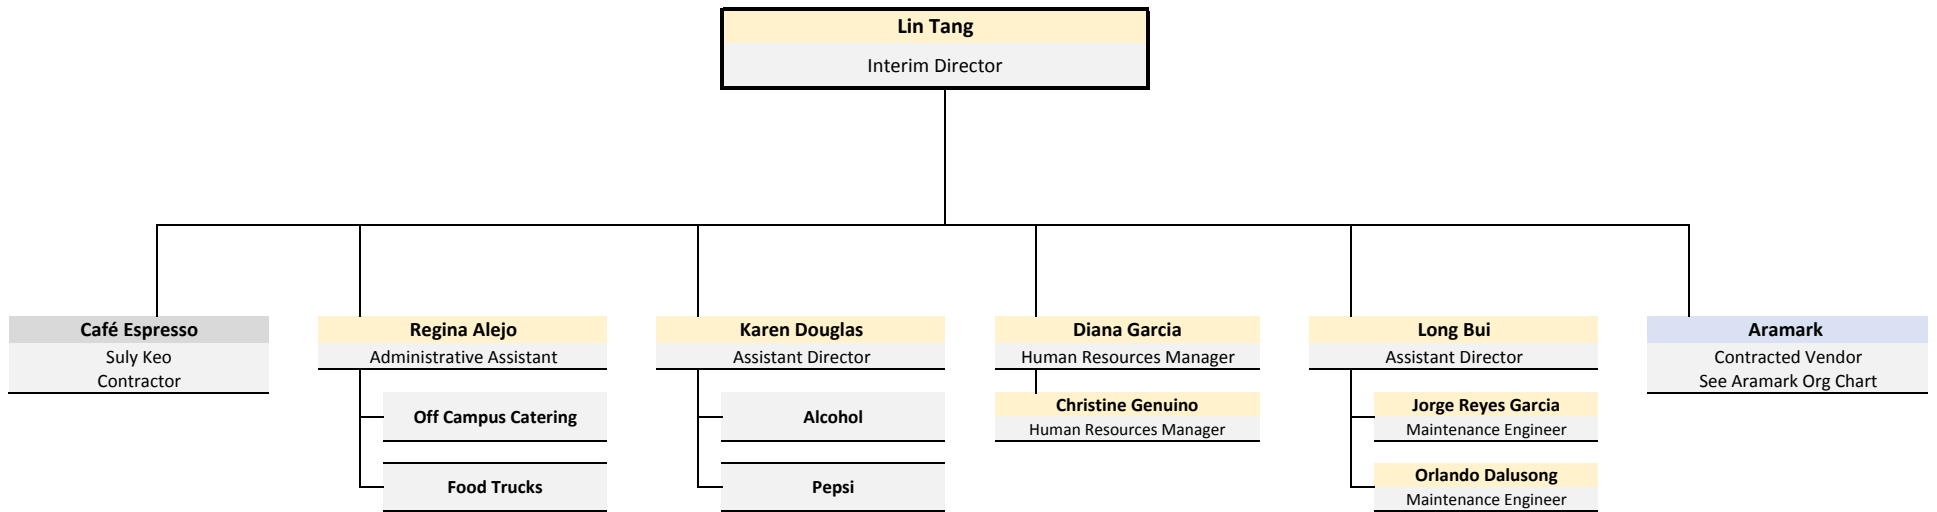 Lin Tang
Interim Director
Café Espresso
Suly Keo
Contractor
Regina Alejo
Administrative Assistant
Off Campus Catering
Food Trucks
Karen Douglas
Assistant Director
Alcohol
Pepsi
Diana Garcia
Human Resources Manager
Christine Genuino
Human Resources Manager
Long Bui
Assistant Director
Jorge Reyes Garcia
Maintenance Engineer
Orlando Dalusong
Maintenance Engineer
Aramark
Contracted Vendor
See Aramark Org Chart